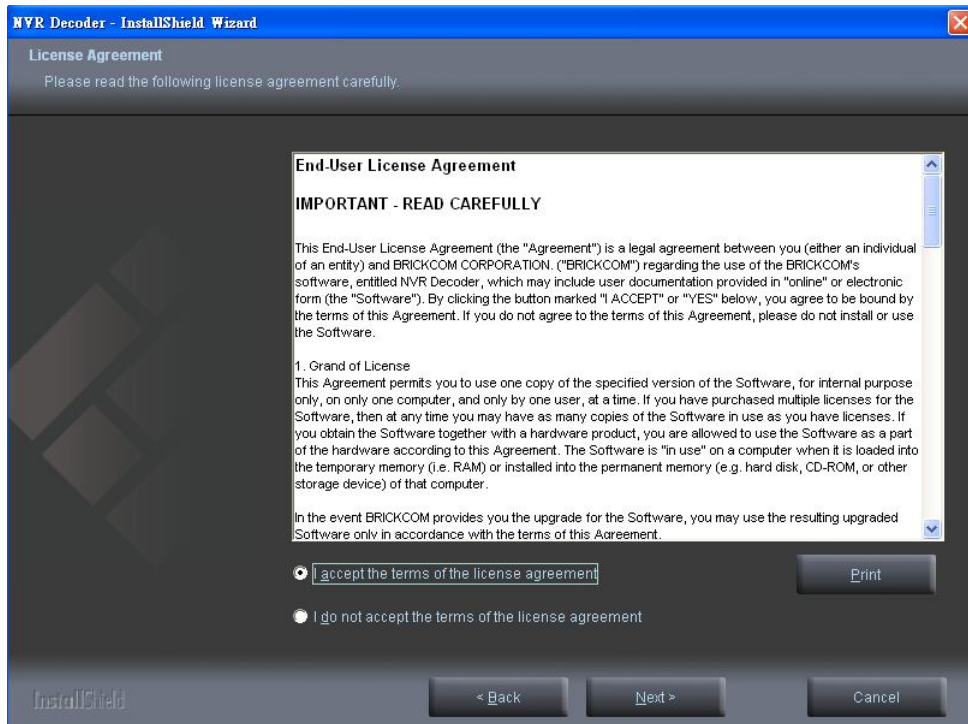 NVR Decoder - InstallShield Wizard
License Agreement
Please read the following license agreement carefully.
End-User License Agreement
IMPORTANT - READ CAREFULLY
This End-User License Agreement (the "Agreement") is a legal agreement between you (either an individual
of an entity) and BRICKCOM CORPORATION. ("BRICKCOM") regarding the use of the BRICKCOM's
software, entitled NVR Decoder, which may include user documentation provided in "online" or electronic
form (the "Software"). By clicking the button marked "I ACCEPT" or "YES" below, you agree to be bound by
the terms of this Agreement. If you do not agree to the terms of this Agreement, please do not install or use
the Software.
1. Grand of License
This Agreement permits you to use one copy of the specified version of the Software, for internal purpose
only, on only one computer, and only by one user, at a time. If you have purchased multiple licenses for the
Software, then at any time you may have as many copies of the Software in use as you have licenses. If
you obtain the Software together with a hardware product, you are allowed to use the Software as a part
of the hardware according to this Agreement. The Software is "in use" on a computer when it is loaded into
the temporary memory (i.e. RAM) or installed into the permanent memory (e.g. hard disk, CD-ROM, or other
storage device) of that computer.
In the event BRICKCOM provides you the upgrade for the Software, you may use the resulting upgraded
Software only in accordance with the terms of this Agreement.
I accept the terms of the license agreement
Print
I do not accept the terms of the license agreement
InstallShield
< Back
Next >
Cancel